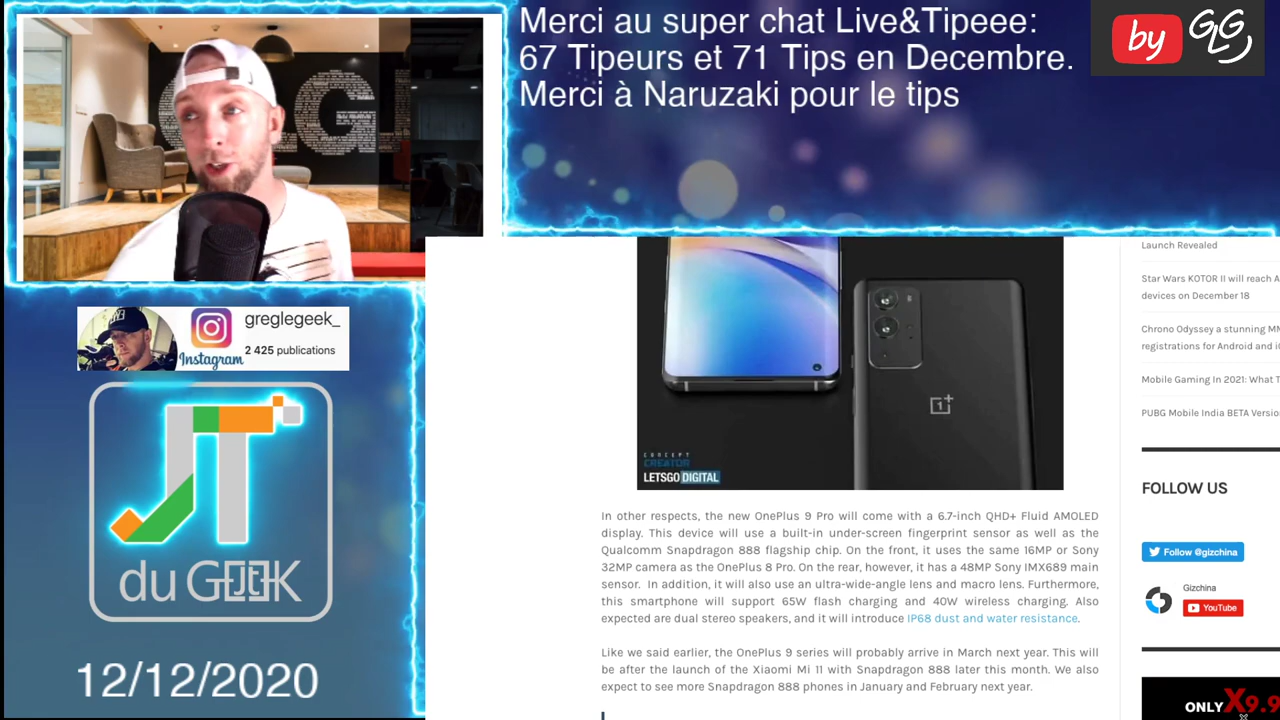 Merci au super chat Live&Tipeee:
67 Tipeurs et 71 Tips en Decembre.
Merci à Naruzaki pour le tips
by GLG
greglegeek_
2 425 publications
Instagram
JT
du GEEK
12/12/2020
CONCEPT
CREATOR
LETSGODIGITAL
In other respects, the new OnePlus 9 Pro will come with a 6.7-inch QHD+ Fluid AMOLED
display. This device will use a built-in under-screen fingerprint sensor as well as the
Qualcomm Snapdragon 888 flagship chip. On the front, it uses the same 16MP or Sony
32MP camera as the OnePlus 8 Pro. On the rear, however, it has a 48MP Sony IMX689 main
sensor. In addition, it will also use an ultra-wide-angle lens and macro lens. Furthermore,
this smartphone will support 65W flash charging and 40W wireless charging. Also
expected are dual stereo speakers, and it will introduce IP68 dust and water resistance.
Like we said earlier, the OnePlus 9 series will probably arrive in March next year. This will
be after the launch of the Xiaomi Mi 11 with Snapdragon 888 later this month. We also
expect to see more Snapdragon 888 phones in January and February next year.
Launch Revealed
Star Wars KOTOR II will reach A
devices on December 18
Chrono Odyssey a stunning MM
registrations for Android and i
Mobile Gaming In 2021: What T
PUBG Mobile India BETA Versio
FOLLOW US
Follow @gizchina
Gizchina
YouTube
ONLY X9.9